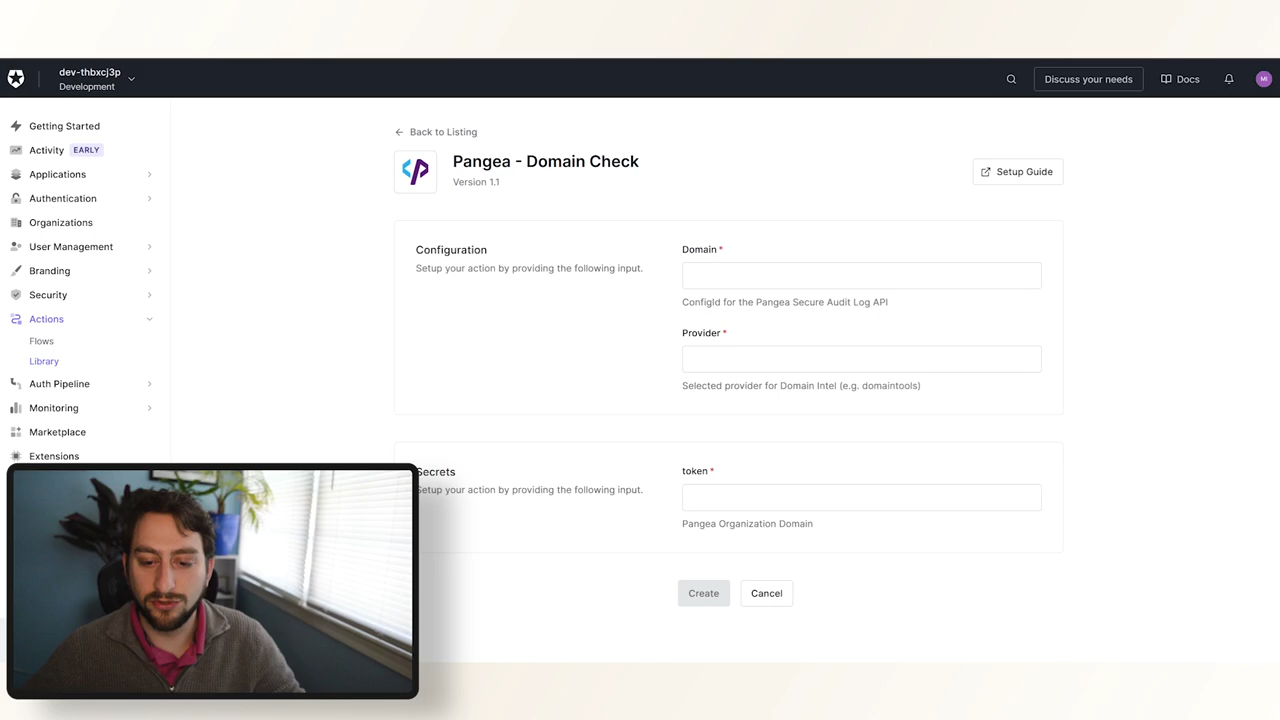 dev-thbxcj3p
Development
Discuss your needs
Docs
MI
Getting Started
Activity EARLY
Applications
Authentication
Organizations
User Management
Branding
Security
Actions
Flows
Library
Auth Pipeline
Monitoring
Marketplace
Extensions
Back to Listing
Pangea - Domain Check
Version 1.1
Setup Guide
Configuration
Setup your action by providing the following input.
Domain *
ConfigId for the Pangea Secure Audit Log API
Provider *
Selected provider for Domain Intel (e.g. domaintools)
Secrets
Setup your action by providing the following input.
token *
Pangea Organization Domain
Create
Cancel